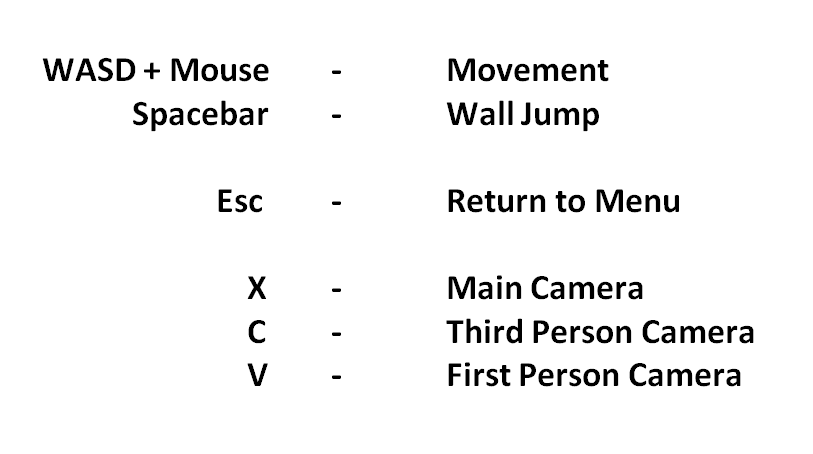 WASD + Mouse - Movement
Spacebar - Wall Jump
Esc - Return to Menu
X - Main Camera
C - Third Person Camera
V - First Person Camera